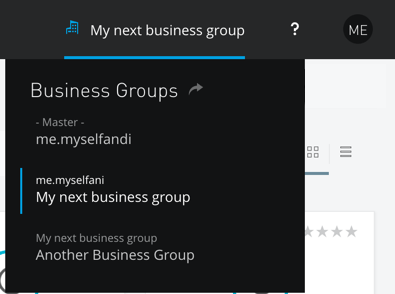 My next business group
?
ME
Business Groups
- Master -
me.myselfandi
me.myselfani
My next business group
My next business group
Another Business Group